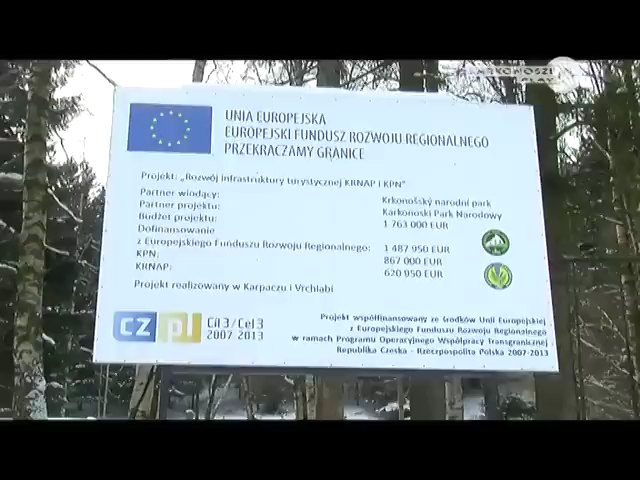 UNIA EUROPEJSKA
EUROPEJSKI FUNDUSZ ROZWOJU REGIONALNEGO
PRZEKRACZAMY GRANICE
Projekt: „Rozwój infrastruktury turystycznej KRNAP i KPN"
Partner wiodący: Krkonošský narodní park
Partner projektu: Karkonoski Park Narodowy
Budżet projektu: 1 763 000 EUR
Dofinansowanie
z Europejskiego Funduszu Rozwoju Regionalnego: 1 487 950 EUR
KPN: 867 000 EUR
KRNAP: 620 950 EUR
Projekt realizowany w Karpaczu i Vrchlabi
cz pl Cíl 3/Cel 3
2007-2013
Projekt współfinansowany ze środków Unii Europejskiej
z Europejskiego Funduszu Rozwoju Regionalnego
w ramach Programu Operacyjnego Współpracy Transgranicznej
Republika Czeska - Rzeczpospolita Polska 2007-2013